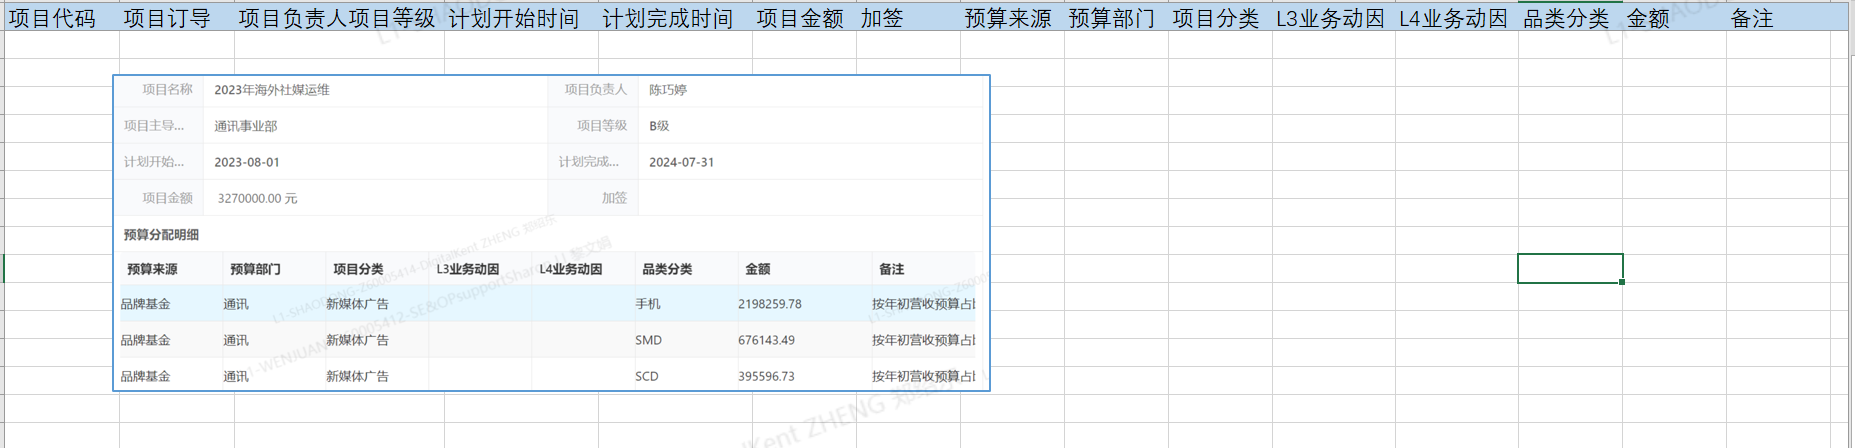 项目代码 项目订导 项目负责人 项目等级 计划开始时间 计划完成时间 项目金额 加签 预算来源 预算部门 项目分类 L3业务动因 L4业务动因 品类分类 金额 备注
项目名称 2023年海外社媒运维 项目负责人 陈巧婷
项目主导... 通讯事业部 项目等级 B级
计划开始... 2023-08-01 计划完成... 2024-07-31
项目金额 3270000.00 元 加签
预算分配明细
预算来源 预算部门 项目分类 L3业务动因 L4业务动因 品类分类 金额 备注
品牌基金 通讯 新媒体广告 手机 2198259.78 按年初营收预算占
品牌基金 通讯 新媒体广告 SMD 676143.49 按年初营收预算占
品牌基金 通讯 新媒体广告 SCD 395596.73 按年初营收预算占